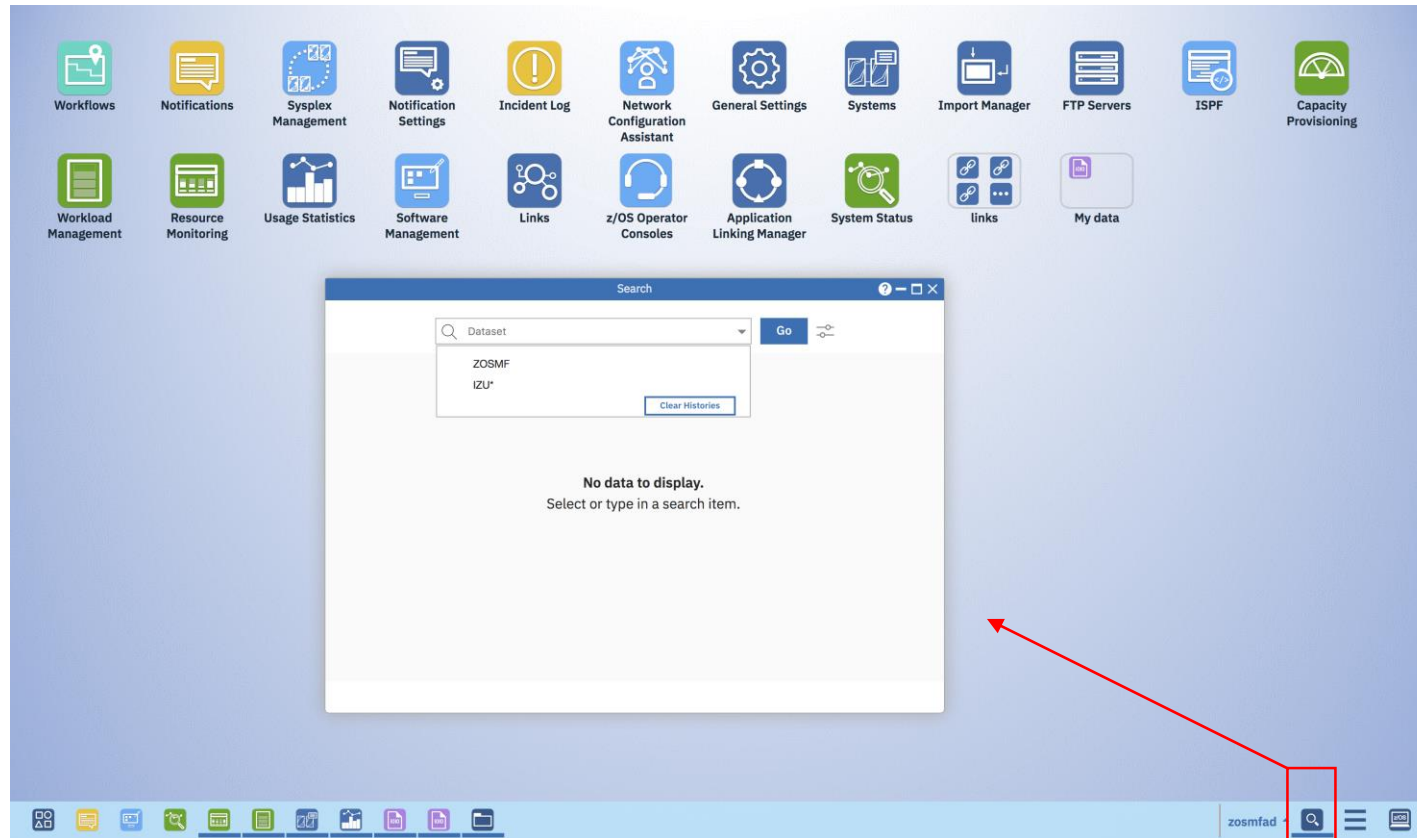 Workflows
Notifications
Sysplex
Management
Notification
Settings
Incident Log
Network
Configuration
Assistant
General Settings
Systems
Import Manager
FTP Servers
ISPF
Capacity
Provisioning
Workload
Management
Resource
Monitoring
Usage Statistics
Software
Management
Links
z/OS Operator
Consoles
Application
Linking Manager
System Status
links
My data
Search
Dataset
Go
ZOSMF
IZU*
Clear Histories
No data to display.
Select or type in a search item.
zosmfad